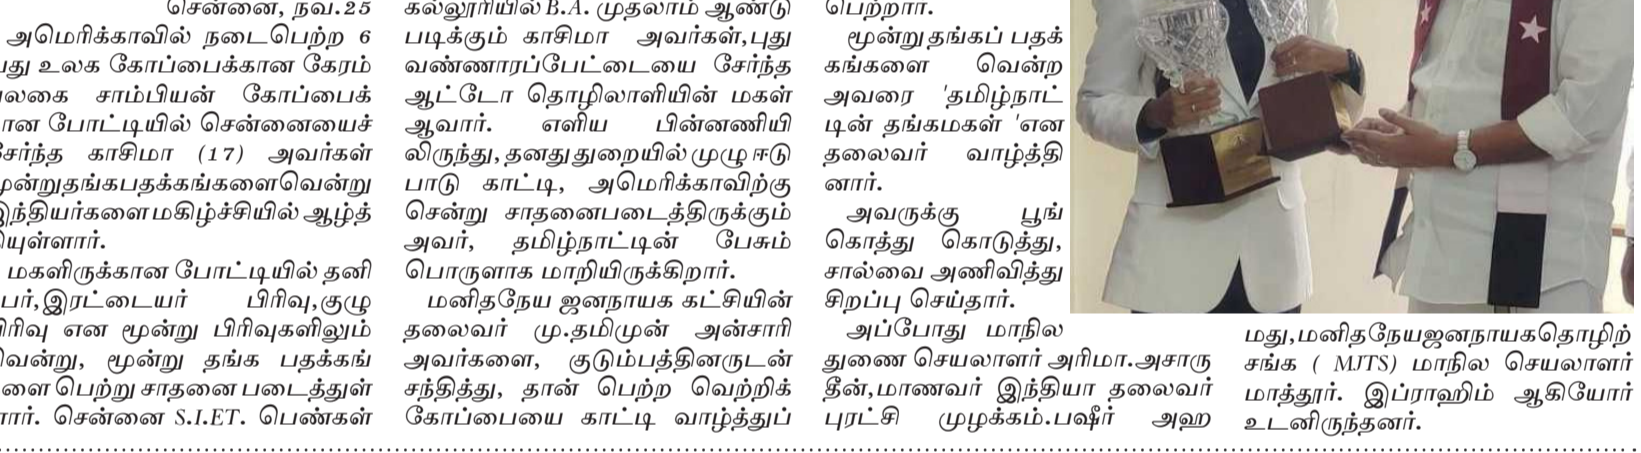 சென்னை, நவ.25
அமெரிக்காவில் நடைபெற்ற 6
வது உலக கோப்பைக்கான கேரம்
பலகை சாம்பியன் கோப்பைக்
கான போட்டியில் சென்னையைச்
சேர்ந்த காசிமா (17) அவர்கள்
மூன்றுதங்கபதக்கங்களைவென்று
இந்தியர்களைமகிழ்ச்சியில் ஆழ்த்
தியுள்ளார்.
மகளிருக்கான போட்டியில் தனி
நபர்,இரட்டையர் பிரிவு,குழு
பிரிவு என மூன்று பிரிவுகளிலும்
வென்று, மூன்று தங்க பதக்கங்
களை பெற்று சாதனை படைத்துள்
ளார். சென்னை S.I.ET. பெண்கள்
கல்லூரியில் B.A. முதலாம் ஆண்டு
படிக்கும் காசிமா அவர்கள்,புது
வண்ணாரப்பேட்டையை சேர்ந்த
ஆட்டோ தொழிலாளியின் மகள்
ஆவார். எளிய பின்னணியி
லிருந்து,தனதுதுறையில் முழு ஈடு
பாடு காட்டி, அமெரிக்காவிற்கு
சென்று சாதனைபடைத்திருக்கும்
அவர், தமிழ்நாட்டின் பேசும்
பொருளாக மாறியிருக்கிறார்.
மனிதநேய ஜனநாயக கட்சியின்
தலைவர் மு.தமிமுன் அன்சாரி
அவர்களை, குடும்பத்தினருடன்
சந்தித்து, தான் பெற்ற வெற்றிக்
கோப்பையை காட்டி வாழ்த்துப்
பெற்றார்.
மூன்றுதங்கப் பதக்
கங்களை வென்ற
அவரை 'தமிழ்நாட்
டின் தங்கமகள் 'என
தலைவர் வாழ்த்தி
னார்.
அவருக்கு பூங்
கொத்து கொடுத்து,
சால்வை அணிவித்து
சிறப்பு செய்தார்.
அப்போது மாநில
துணை செயலாளர் அரிமா.அசாரு
தீன்,மாணவர் இந்தியா தலைவர்
புரட்சி முழக்கம்.பஷீர் அஹ
மது,மனிதநேயஜனநாயகதொழிற்
சங்க ( MJTS) மாநில செயலாளர்
மாத்தூர். இப்ராஹிம் ஆகியோர்
உடனிருந்தனர்.